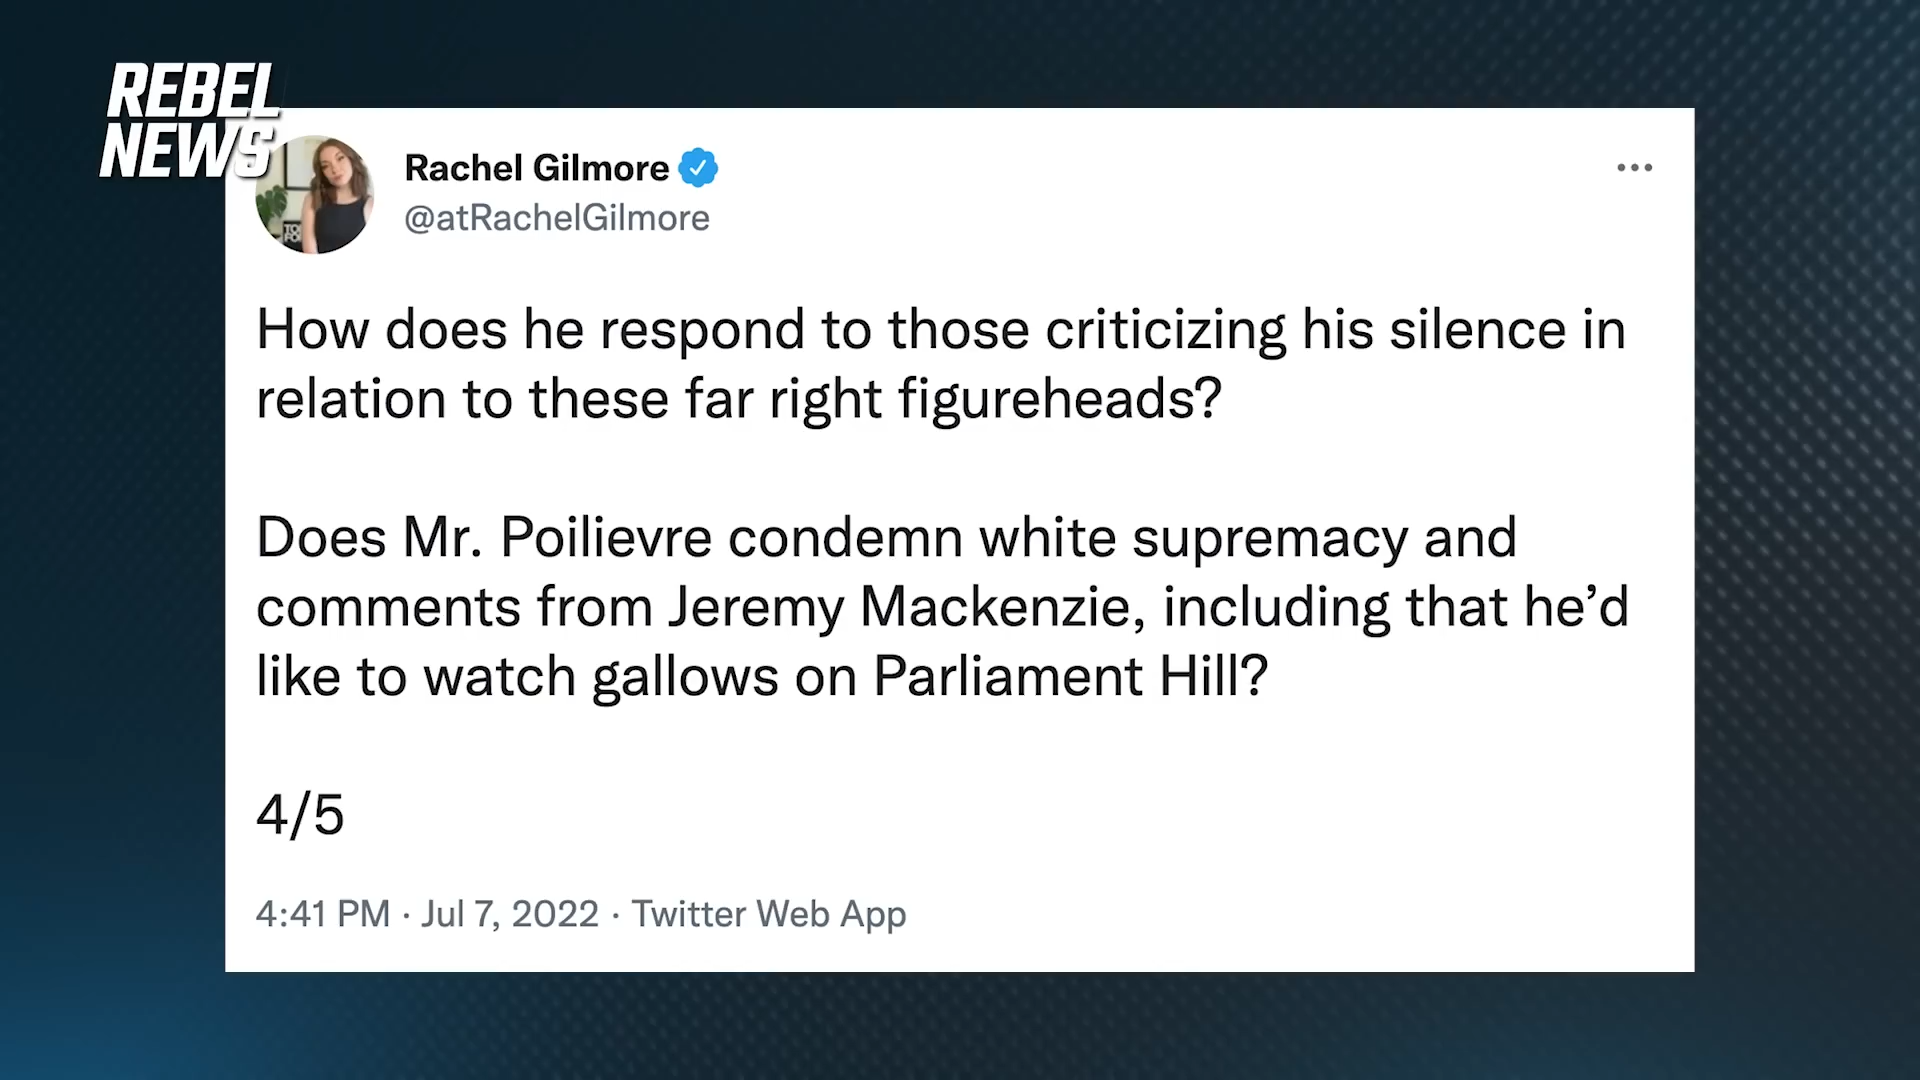 REBEL
NEWS
Rachel Gilmore
@atRachelGilmore
How does he respond to those criticizing his silence in
relation to these far right figureheads?
Does Mr. Poilievre condemn white supremacy and
comments from Jeremy Mackenzie, including that he’d
like to watch gallows on Parliament Hill?
4/5
4:41 PM · Jul 7, 2022 · Twitter Web App